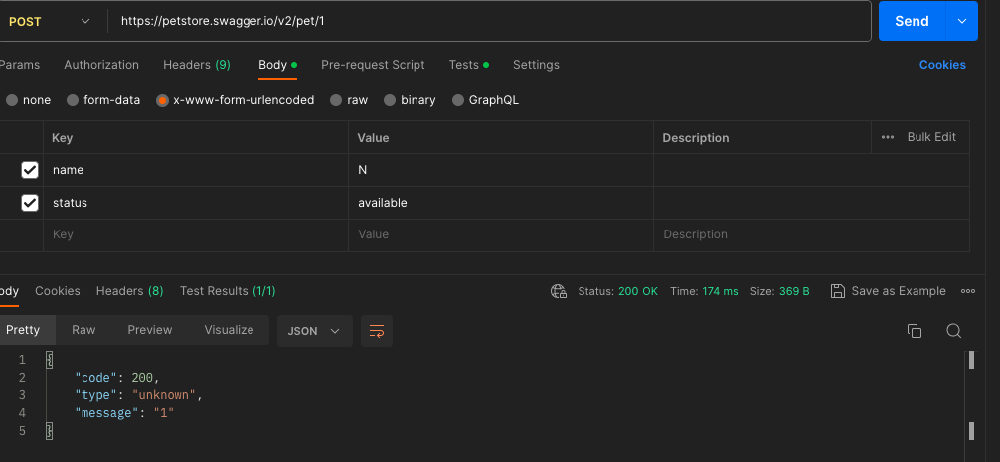 POST https://petstore.swagger.io/v2/pet/1 Send
Params Authorization Headers (9) Body Pre-request Script Tests Settings Cookies
none form-data x-www-form-urlencoded raw binary GraphQL
Key Value Description ••• Bulk Edit
name N
status available
Key Value Description
ody Cookies Headers (8) Test Results (1/1) Status: 200 OK Time: 174 ms Size: 369 B Save as Example
Pretty Raw Preview Visualize JSON
1 {
2 "code": 200,
3 "type": "unknown",
4 "message": "1"
5 }